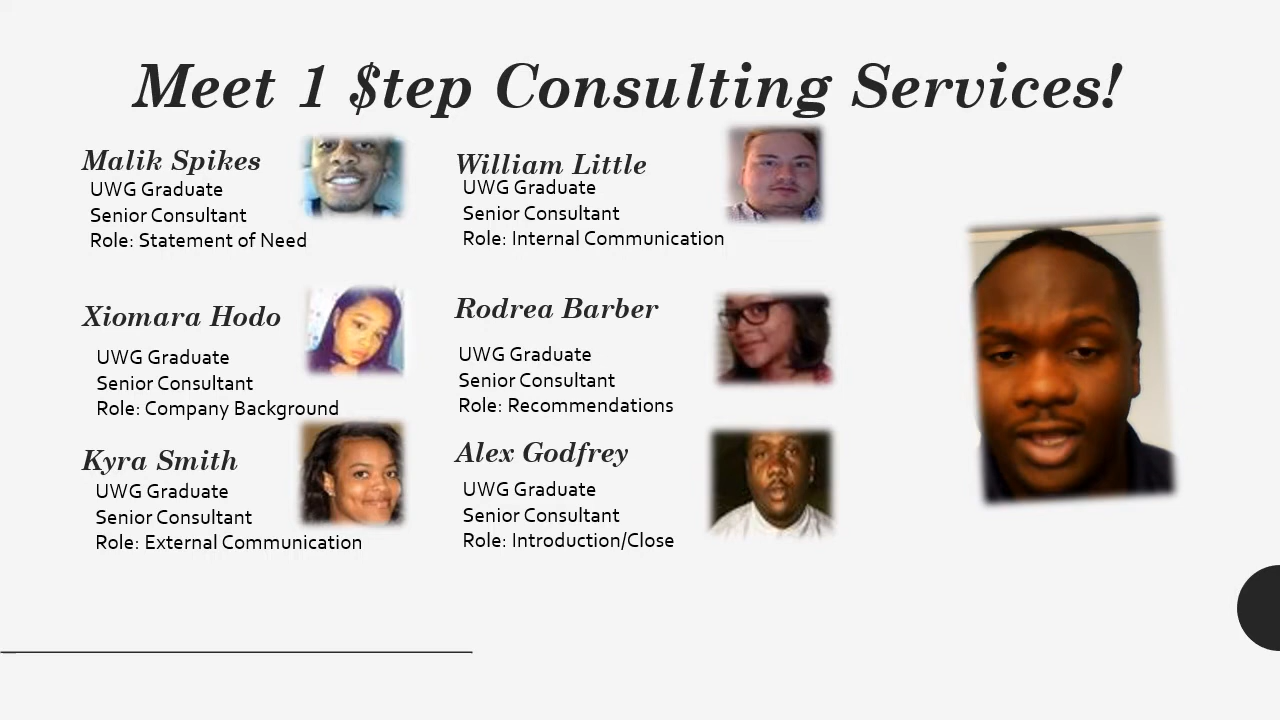 Meet 1 $tep Consulting Services!
Malik Spikes
UWG Graduate
Senior Consultant
Role: Statement of Need
William Little
UWG Graduate
Senior Consultant
Role: Internal Communication
Xiomara Hodo
UWG Graduate
Senior Consultant
Role: Company Background
Rodrea Barber
UWG Graduate
Senior Consultant
Role: Recommendations
Kyra Smith
UWG Graduate
Senior Consultant
Role: External Communication
Alex Godfrey
UWG Graduate
Senior Consultant
Role: Introduction/Close